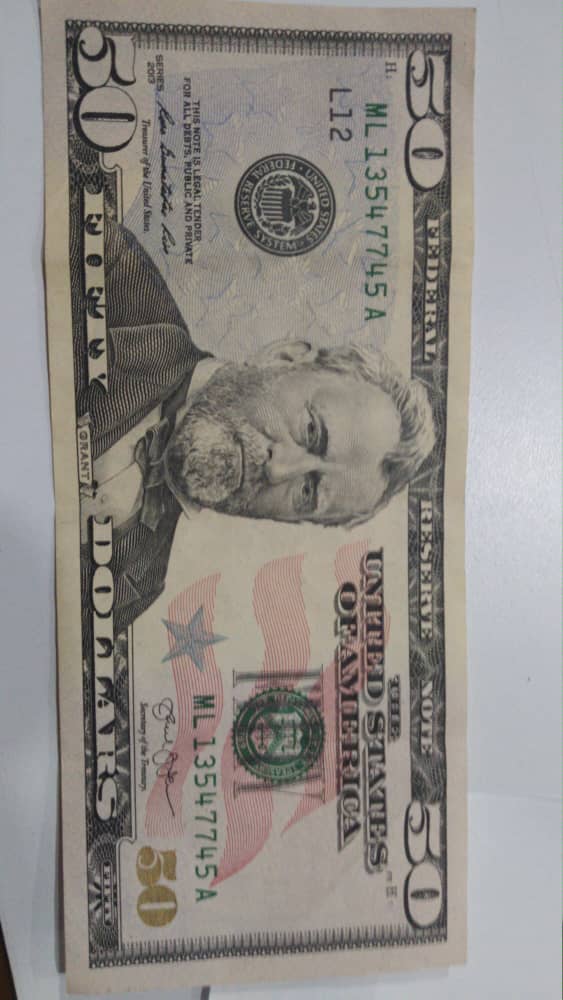 50 FEDERAL RESERVE NOTE 50
H1
ML 13547745 A
L12
UNITED STATES
FEDERAL RESERVE SYSTEM
THIS NOTE IS LEGAL TENDER
FOR ALL DEBTS, PUBLIC AND PRIVATE
Treasurer of the United States.
SERIES
2013
THE
UNITED STATES
OF AMERICA
ML 13547745 A
Secretary of the Treasury.
50
GRANT
50 FIFTY DOLLARS